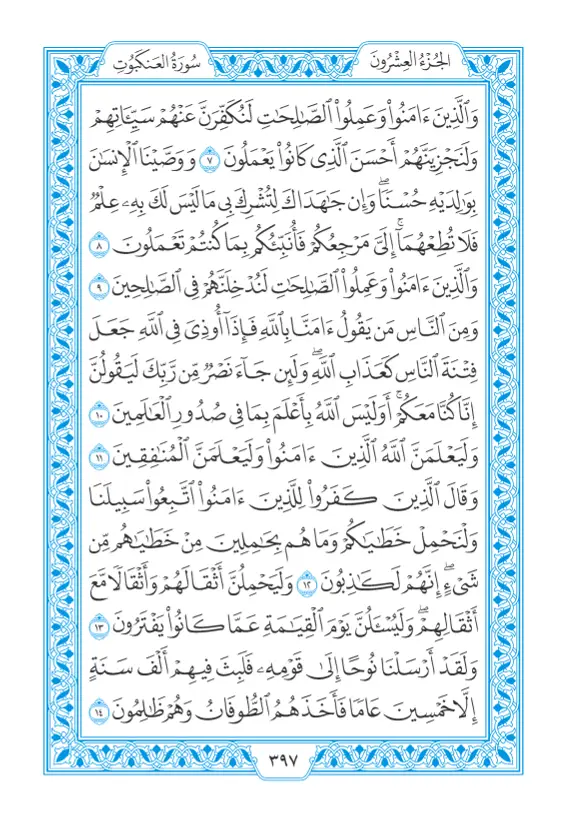 الجُزْءُ العِشْرُونَ
سُورَةُ العَنكَبُوتِ
وَٱلَّذِينَ ءَامَنُواْ وَعَمِلُواْ ٱلصَّٰلِحَٰتِ لَنُكَفِّرَنَّ عَنْهُمْ سَيِّـَٔاتِهِمْ
وَلَنَجْزِيَنَّهُمْ أَحْسَنَ ٱلَّذِى كَانُواْ يَعْمَلُونَ ٧ وَوَصَّيْنَا ٱلْإِنسَٰنَ
بِوَٰلِدَيْهِ حُسْنًاۖ وَإِن جَٰهَدَاكَ لِتُشْرِكَ بِى مَا لَيْسَ لَكَ بِهِۦ عِلْمٌ
فَلَا تُطِعْهُمَآۚ إِلَىَّ مَرْجِعُكُمْ فَأُنَبِّئُكُم بِمَا كُنتُمْ تَعْمَلُونَ ٨
وَٱلَّذِينَ ءَامَنُواْ وَعَمِلُواْ ٱلصَّٰلِحَٰتِ لَنُدْخِلَنَّهُمْ فِى ٱلصَّٰلِحِينَ ٩
وَمِنَ ٱلنَّاسِ مَن يَقُولُ ءَامَنَّا بِٱللَّهِ فَإِذَآ أُوذِىَ فِى ٱللَّهِ جَعَلَ
فِتْنَةَ ٱلنَّاسِ كَعَذَابِ ٱللَّهِۖ وَلَئِن جَآءَ نَصْرٌ مِّن رَّبِّكَ لَيَقُولُنَّ
إِنَّا كُنَّا مَعَكُمْۚ أَوَلَيْسَ ٱللَّهُ بِأَعْلَمَ بِمَا فِى صُدُورِ ٱلْعَٰلَمِينَ ١٠
وَلَيَعْلَمَنَّ ٱللَّهُ ٱلَّذِينَ ءَامَنُواْ وَلَيَعْلَمَنَّ ٱلْمُنَٰفِقِينَ ١١
وَقَالَ ٱلَّذِينَ كَفَرُواْ لِلَّذِينَ ءَامَنُواْ ٱتَّبِعُواْ سَبِيلَنَا
وَلْنَحْمِلْ خَطَٰيَٰكُمْ وَمَا هُم بِحَٰمِلِينَ مِنْ خَطَٰيَٰهُم مِّن
شَىْءٍۖ إِنَّهُمْ لَكَٰذِبُونَ ١٢ وَلَيَحْمِلُنَّ أَثْقَالَهُمْ وَأَثْقَالًا مَّعَ
أَثْقَالِهِمْۖ وَلَيُسْـَٔلُنَّ يَوْمَ ٱلْقِيَٰمَةِ عَمَّا كَانُواْ يَفْتَرُونَ ١٣
وَلَقَدْ أَرْسَلْنَا نُوحًا إِلَىٰ قَوْمِهِۦ فَلَبِثَ فِيهِمْ أَلْفَ سَنَةٍ
إِلَّا خَمْسِينَ عَامًا فَأَخَذَهُمُ ٱلطُّوفَانُ وَهُمْ ظَٰلِمُونَ ١٤
٣٩٧